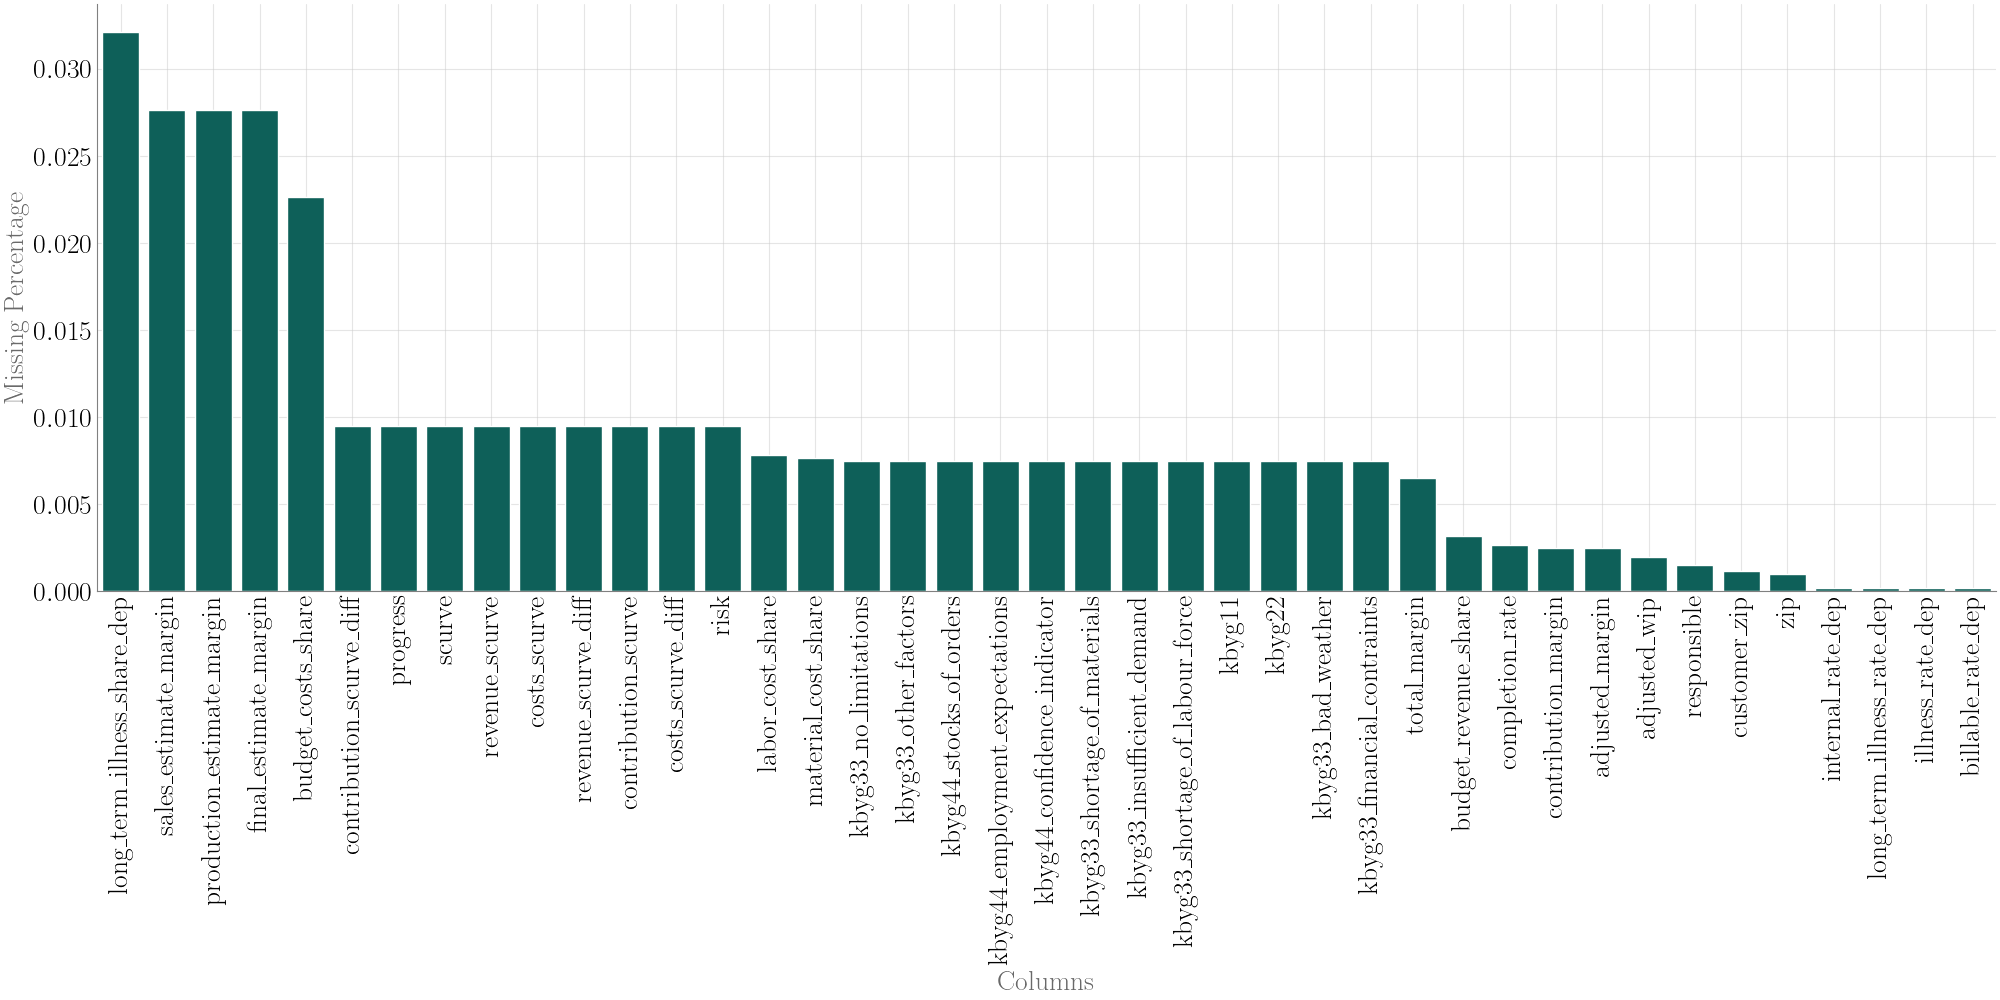 0.030
0.025
0.020
0.015
0.010
0.005
0.000
Missing Percentage
long_term_illness_share_dep
sales_estimate_margin
production_estimate_margin
final_estimate_margin
budget_costs_share
contribution_scurve_diff
progress
scurve
revenue_scurve
costs_scurve
revenue_scurve_diff
contribution_scurve
costs_scurve_diff
risk
labor_cost_share
material_cost_share
kbyg33_no_limitations
kbyg33_other_factors
kbyg44_stocks_of_orders
kbyg44_employment_expectations
kbyg44_confidence_indicator
kbyg33_shortage_of_materials
kbyg33_insufficient_demand
kbyg33_shortage_of_labour_force
kbyg11
kbyg22
kbyg33_bad_weather
kbyg33_financial_contrains
total_margin
budget_revenue_share
completion_rate
contribution_margin
adjusted_margin
adjusted_wip
responsible
customer_zip
zip
internal_rate_dep
long_term_illness_rate_dep
illness_rate_dep
billable_rate_dep
Columns